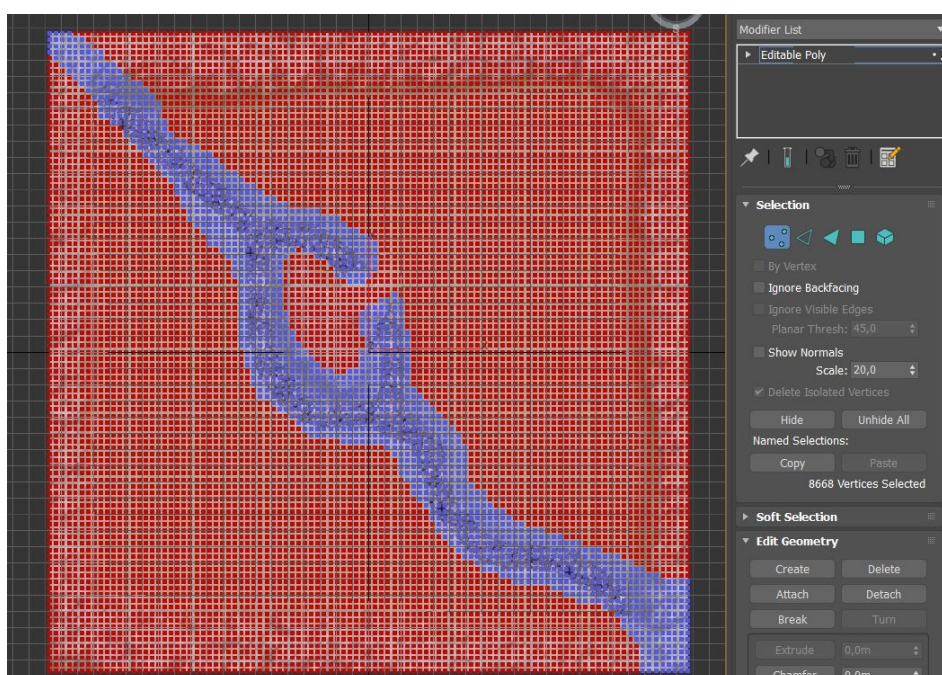 S
Modifier List
Editable Poly
Selection
By Vertex
Ignore Backfacing
Ignore Visible
Edges
Planar Thresh: 45,0
Show Normals
Scale: 20,0
Delete Isolated Vertices
Hide Unhide All
Named Selections:
Copy Paste
8668 Vertices Selected
Soft Selection
Edit Geometry
Create Delete
Attach Detach
Break Turn
Extrude 0,0m
Chamfer 0,0m